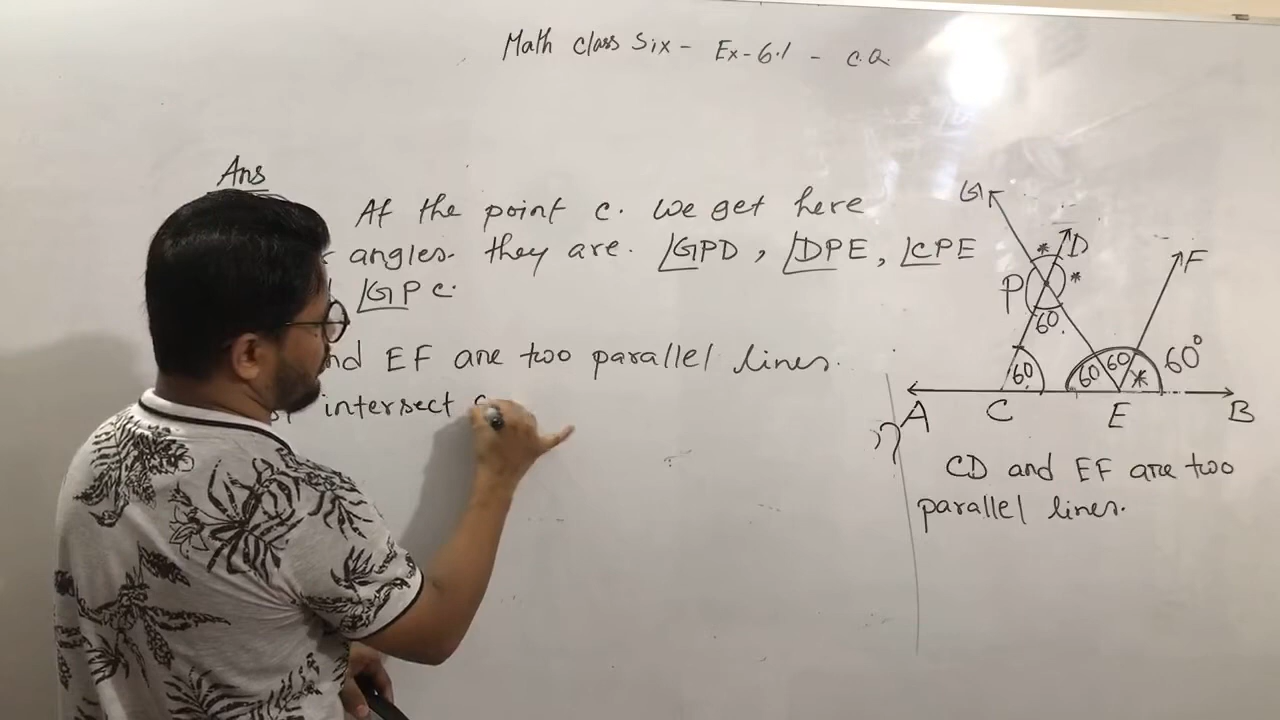 Math class Six - Ex-6.1 - C.Q.
Ans
At the point c. we get here
angles. they are. ∠GPD, ∠DPE, ∠CPE
∠GPC.
nd EF are two parallel lines.
intersect
G
D
F
P
60
60
60
60
60°
A
C
E
B
CD and EF are two
parallel lines.